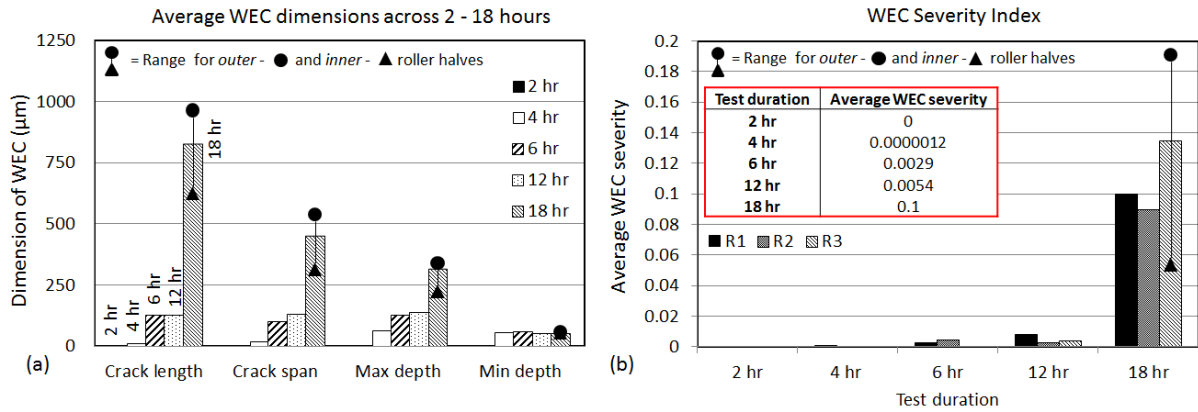 Average WEC dimensions across 2 - 18 hours
1250
1000
750
500
250
0
Dimension of WEC (µm)
= Range for outer - and inner - roller halves
2 hr
4 hr
6 hr
12 hr
18 hr
2 hr
4 hr
6 hr
12 hr
18 hr
Crack length
Crack span
Max depth
Min depth
(a)
WEC Severity Index
0.2
0.18
0.16
0.14
0.12
0.1
0.08
0.06
0.04
0.02
0
Average WEC severity
= Range for outer - and inner - roller halves
Test duration Average WEC severity
2 hr 0
4 hr 0.0000012
6 hr 0.0029
12 hr 0.0054
18 hr 0.1
R1 R2 R3
2 hr
4 hr
6 hr
12 hr
18 hr
Test duration
(b)